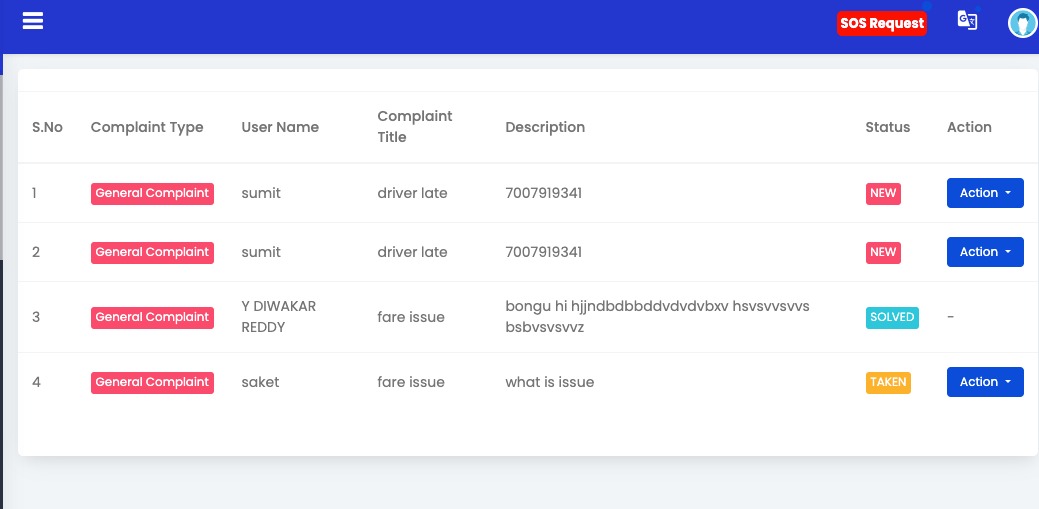 SOS Request
S.No Complaint Type User Name Complaint Title Description Status Action
1 General Complaint sumit driver late 7007919341 NEW Action
2 General Complaint sumit driver late 7007919341 NEW Action
3 General Complaint Y DIWAKAR REDDY fare issue bongu hi hjjndbdbbddvdvdvbxv hsvsvvsvvs bsbvsvsvvz SOLVED -
4 General Complaint saket fare issue what is issue TAKEN Action